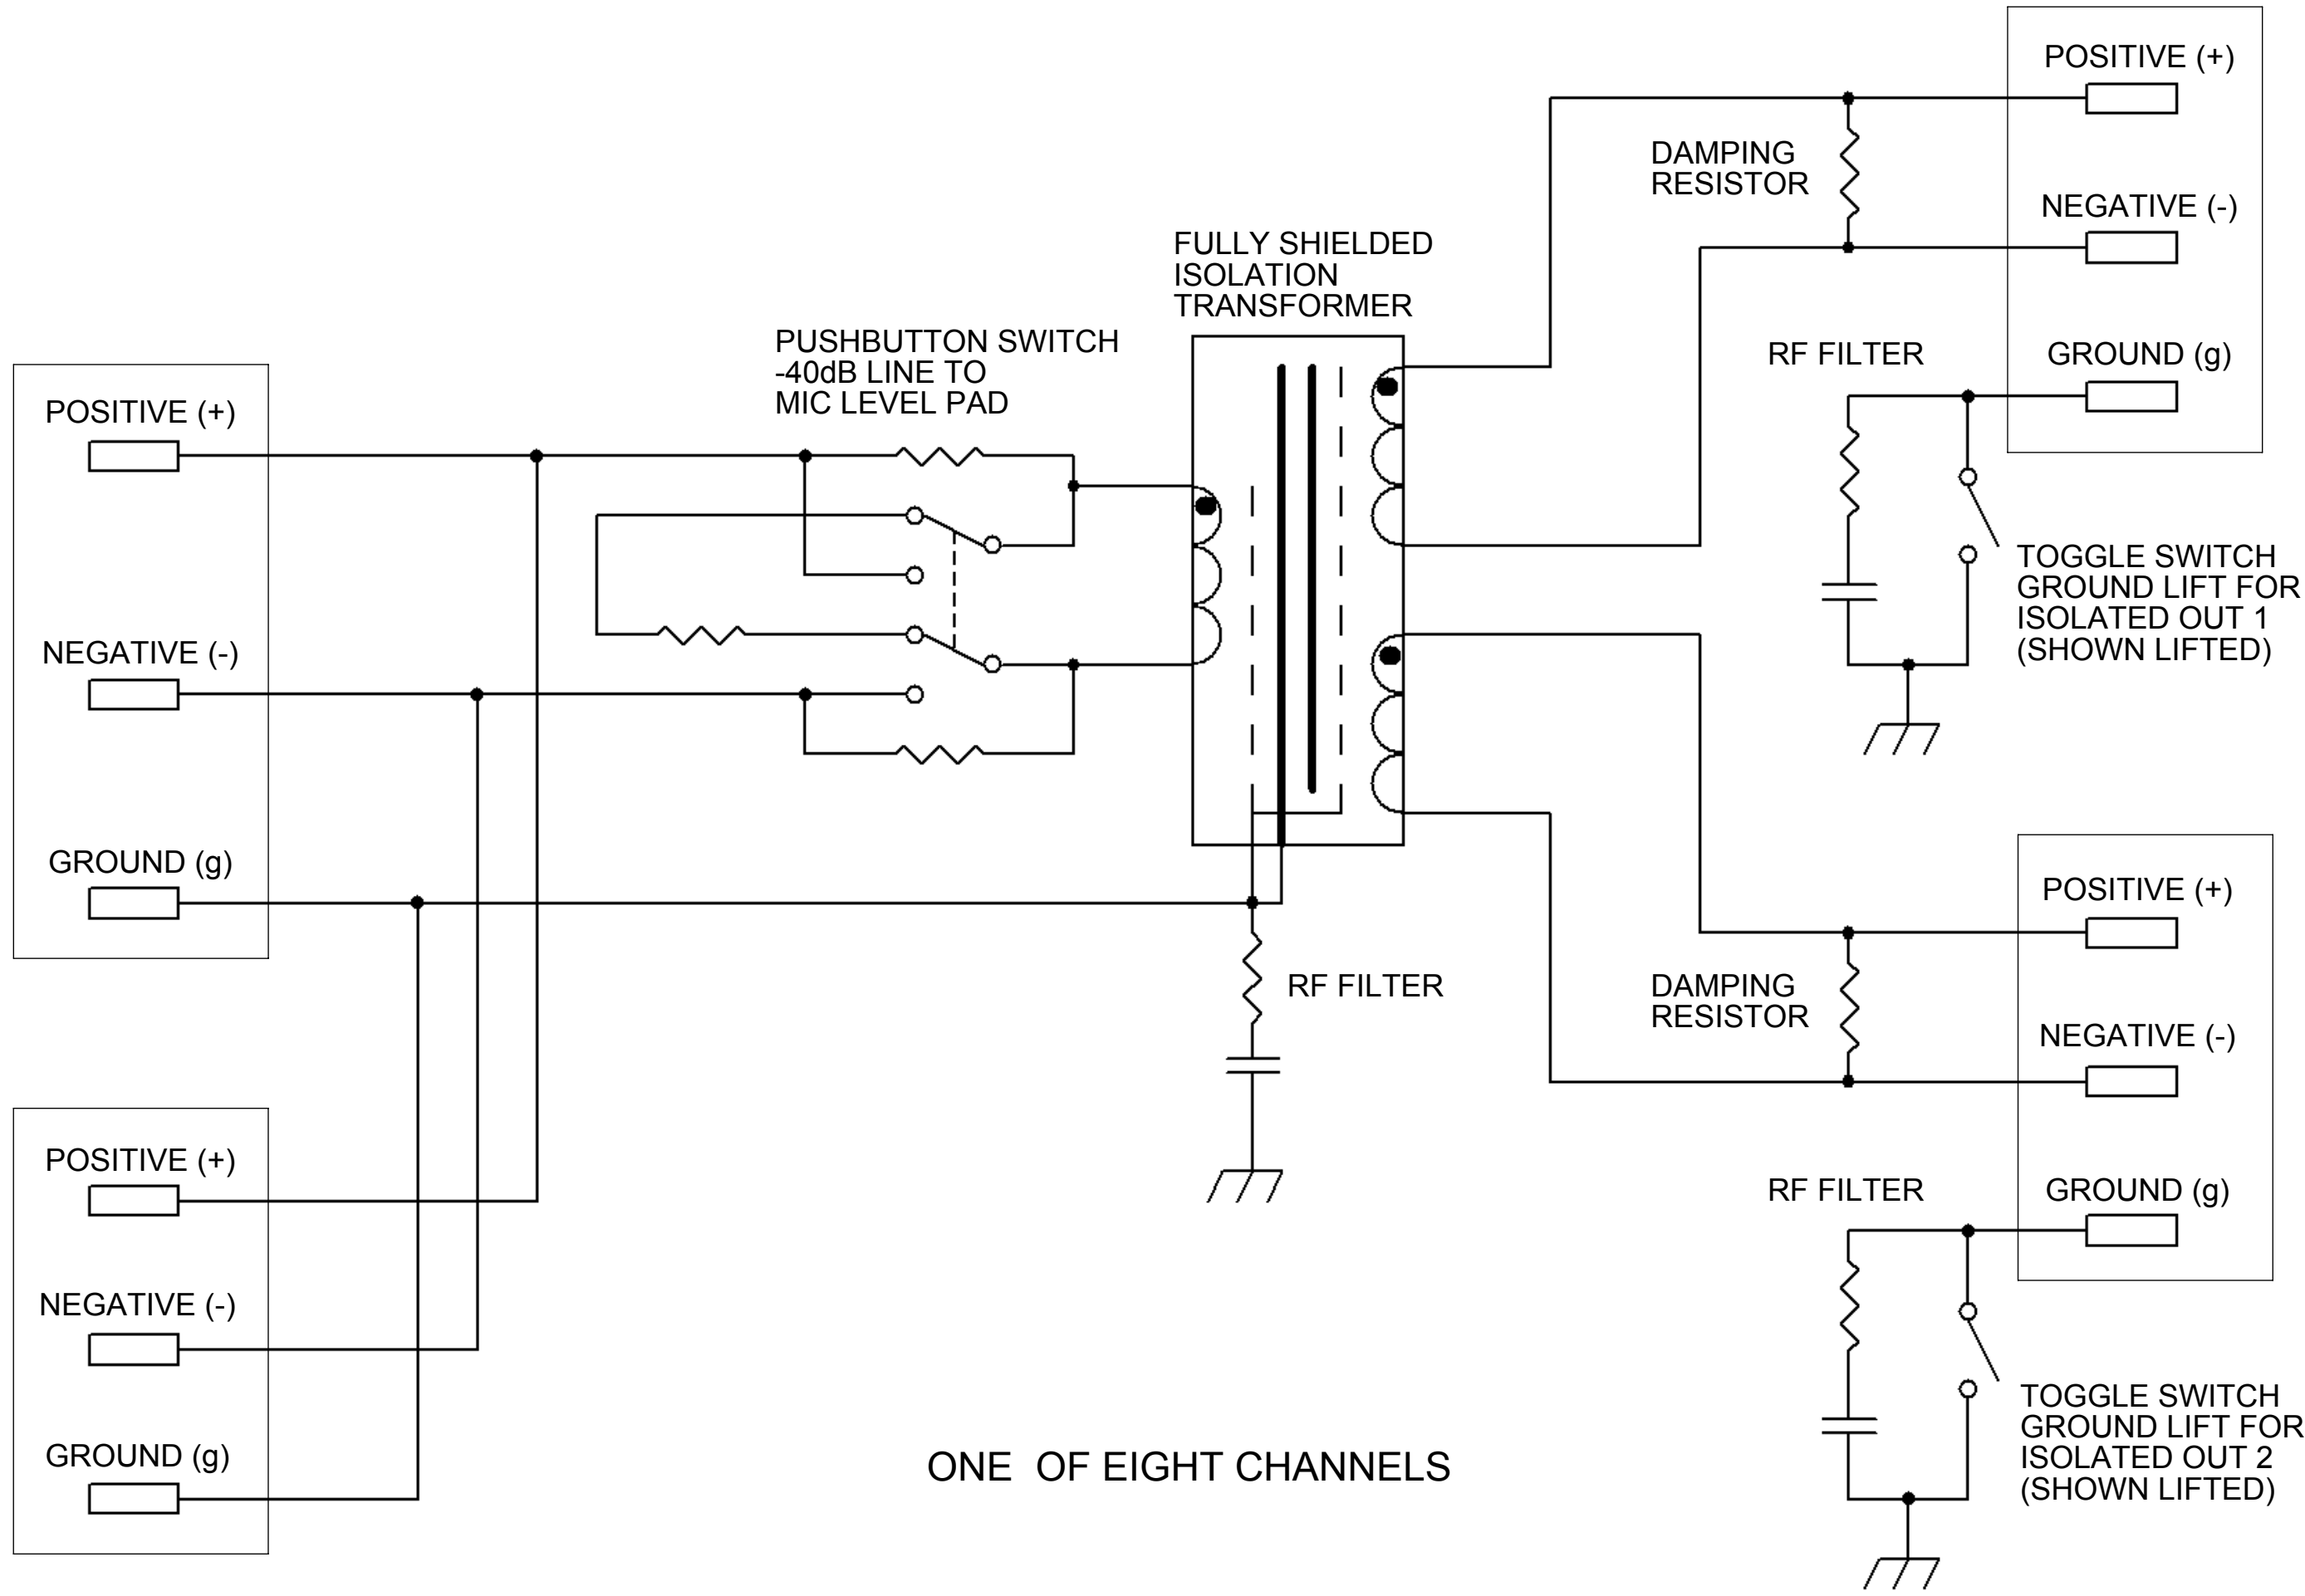 POSITIVE (+)
NEGATIVE (-)
GROUND (g)
POSITIVE (+)
NEGATIVE (-)
GROUND (g)
PUSHBUTTON SWITCH
-40dB LINE TO
MIC LEVEL PAD
FULLY SHIELDED
ISOLATION
TRANSFORMER
RF FILTER
ONE OF EIGHT CHANNELS
DAMPING
RESISTOR
POSITIVE (+)
NEGATIVE (-)
GROUND (g)
RF FILTER
TOGGLE SWITCH
GROUND LIFT FOR
ISOLATED OUT 1
(SHOWN LIFTED)
DAMPING
RESISTOR
POSITIVE (+)
NEGATIVE (-)
GROUND (g)
RF FILTER
TOGGLE SWITCH
GROUND LIFT FOR
ISOLATED OUT 2
(SHOWN LIFTED)